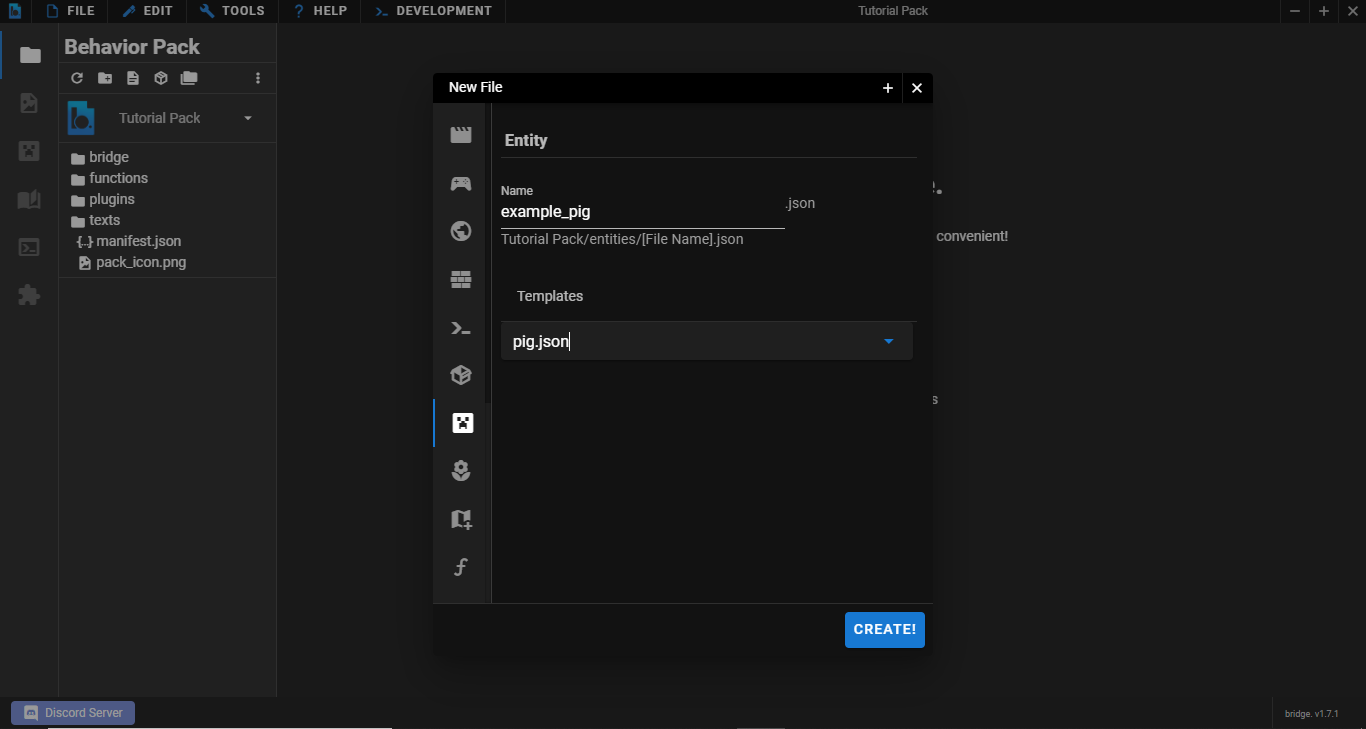 FILE EDIT TOOLS HELP DEVELOPMENT Tutorial Pack
Behavior Pack
Tutorial Pack
bridge
functions
plugins
texts
{..} manifest.json
pack_icon.png
New File
Entity
Name
example_pig .json
Tutorial Pack/entities/[File Name].json
Templates
pig.json
CREATE!
e.
convenient!
s
Discord Server
bridge. v1.7.1